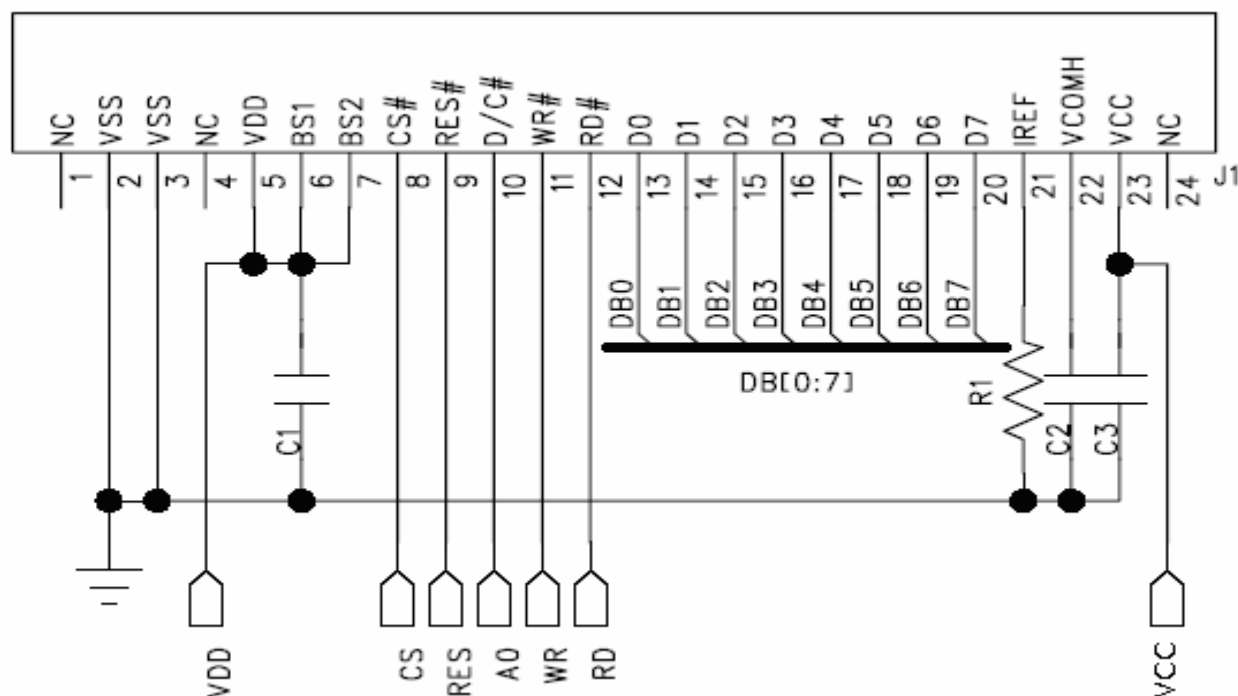 NC
VSS
VSS
NC
VDD
BS1
BS2
CS#
RES#
D/C#
WR#
RD#
D0
D1
D2
D3
D4
D5
D6
D7
IREF
VCOMH
VCC
NC
1
2
3
4
5
6
7
8
9
10
11
12
13
14
15
16
17
18
19
20
21
22
23
24
J1
DB0
DB1
DB2
DB3
DB4
DB5
DB6
DB7
DB[0:7]
R1
C1
C2
C3
VDD
CS
RES
A0
WR
RD
VCC